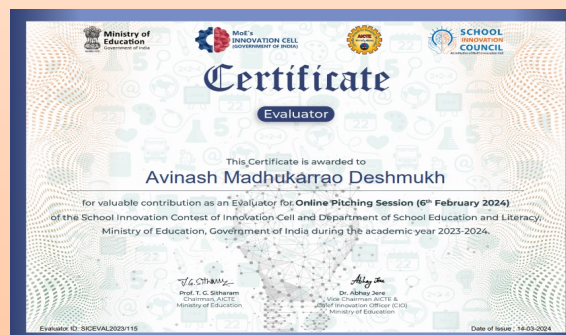 Ministry of
Education
Government of India
MoE's
INNOVATION CELL
(GOVERNMENT OF INDIA)
AICTE
SCHOOL
INNOVATION
COUNCIL
Certificate
Evaluator
This Certificate is awarded to
Avinash Madhukarrao Deshmukh
for valuable contribution as an Evaluator for Online Pitching Session (6th February 2024)
of the School Innovation Contest of Innovation Cell and Department of School Education and Literacy,
Ministry of Education, Government of India during the academic year 2023-2024.
Prof. T. G. Sitharam
Chairman, AICTE
Ministry of Education
Dr. Abhay Jere
Vice Chairman AICTE &
Chief Innovation Officer (CIO)
Ministry of Education
Evaluator ID: SICEVAL2023/115
Date of Issue : 14-03-2024